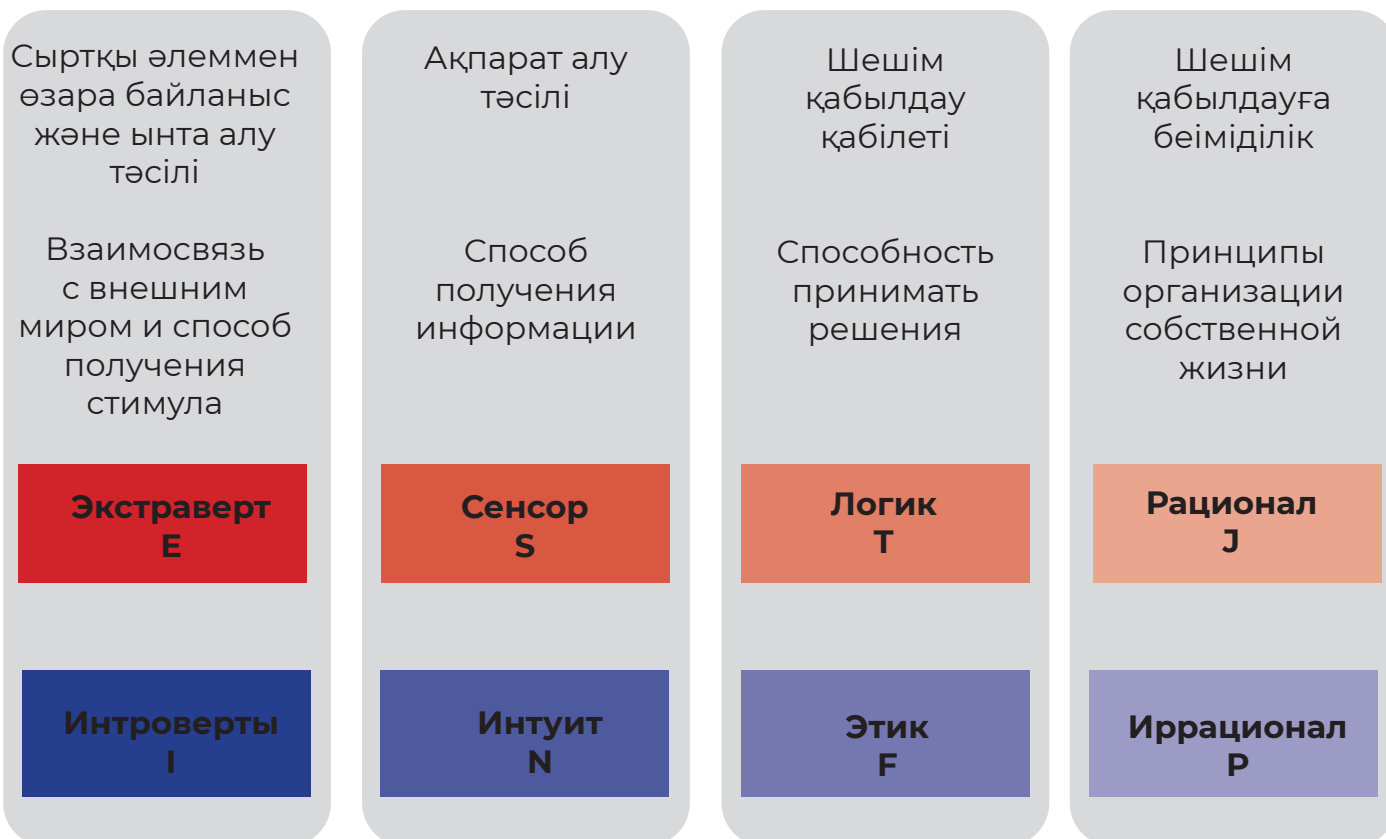 Сыртқы әлеммен
өзара байланыс
және ынта алу
тәсілі
Взаимосвязь
с внешним
миром и способ
получения
стимула
Экстраверт
E
Интроверты
I
Ақпарат алу
тәсілі
Способ
получения
информации
Сенсор
S
Интуит
N
Шешім
қабылдау
қабілеті
Способность
принимать
решения
Логик
T
Этик
F
Шешім
қабылдауға
беіміділік
Принципы
организации
собственной
жизни
Рационал
J
Иррационал
P